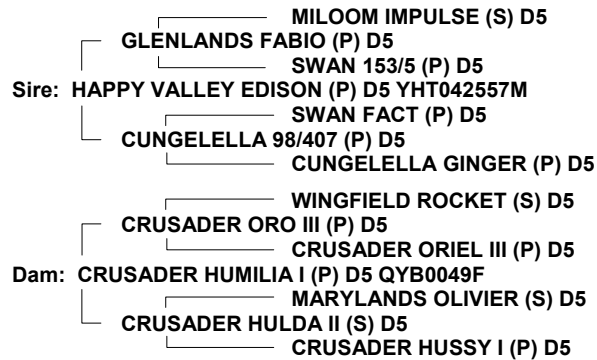 MILOOM IMPULSE (S) D5
GLENLANDS FABIO (P) D5
SWAN 153/5 (P) D5
Sire: HAPPY VALLEY EDISON (P) D5 YHT042557M
SWAN FACT (P) D5
CUNGELELLA 98/407 (P) D5
CUNGELELLA GINGER (P) D5
WINGFIELD ROCKET (S) D5
CRUSADER ORO III (P) D5
CRUSADER ORIEL III (P) D5
Dam: CRUSADER HUMILIA I (P) D5 QYB0049F
MARYLANDS OLIVIER (S) D5
CRUSADER HULDA II (S) D5
CRUSADER HUSSY I (P) D5